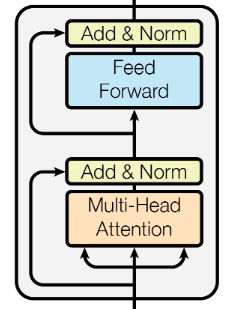 Add & Norm
Feed
Forward
Add & Norm
Multi-Head
Attention